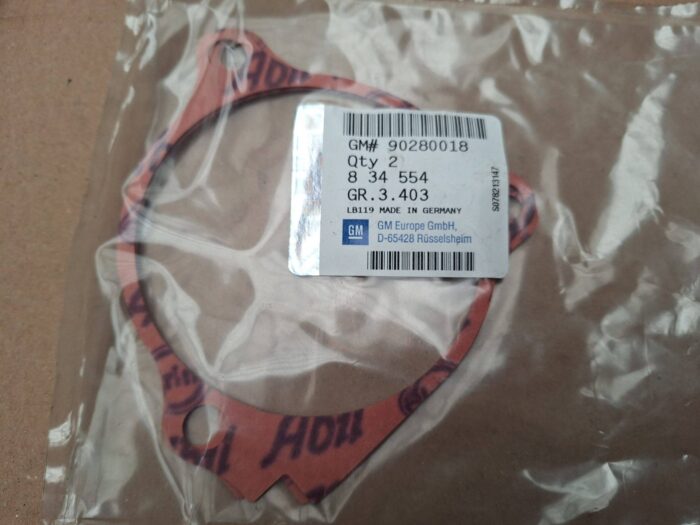 GM# 90280018
Qty 2
8 34 554
GR.3.403
LB119 MADE IN GERMANY
GM
GM Europe GmbH,
D-65428 Rüsselsheim
S078213147